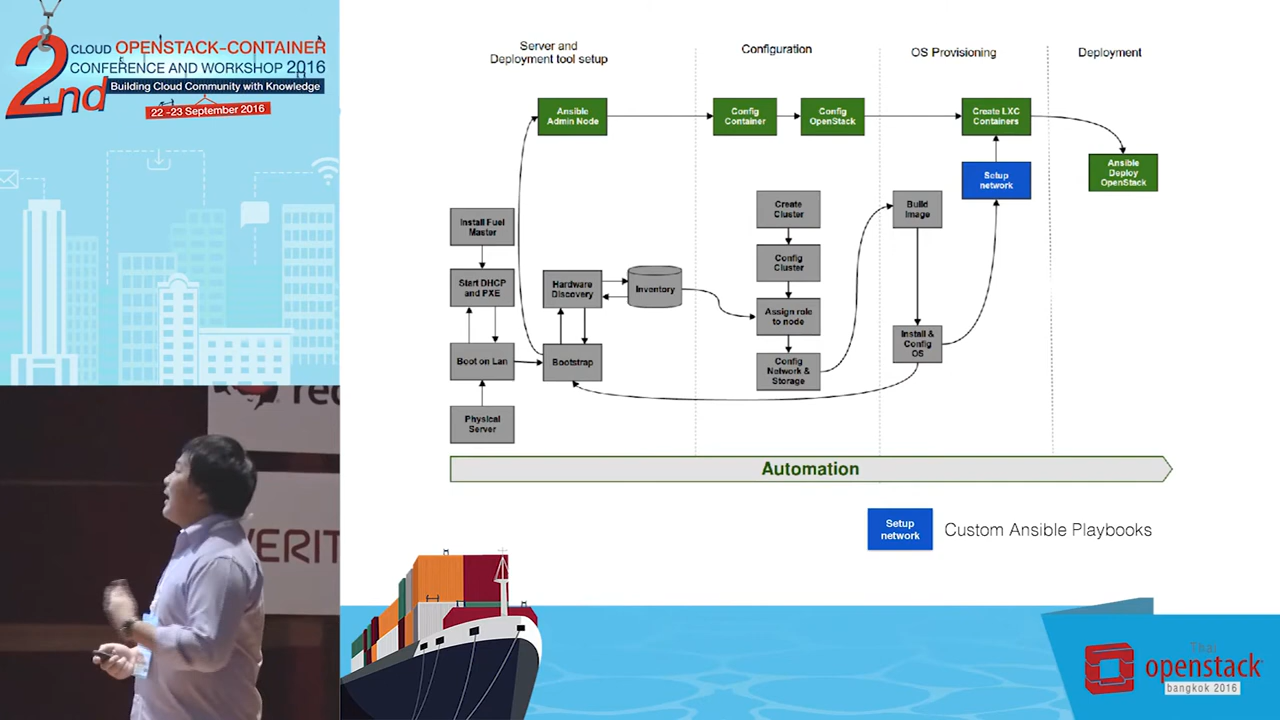 2nd
CLOUD OPENSTACK-CONTAINER
CONFERENCE AND WORKSHOP 2016
Building Cloud Community with Knowledge
22 -23 September 2016
Server and
Deployment tool setup
Configuration
OS Provisioning
Deployment
Ansible
Admin Node
Config
Container
Config
OpenStack
Create LXC
Containers
Ansible
Deploy
OpenStack
Setup
network
Create
Cluster
Build
Image
Install Fuel
Master
Config
Cluster
Start DHCP
and PXE
Hardware
Discovery
Inventory
Assign role
to node
Install &
Config
OS
Boot on Lan
Bootstrap
Config
Network &
Storage
Physical
Server
Automation
Setup
network
Custom Ansible Playbooks
VERIT
Thai
openstack
bangkok 2016